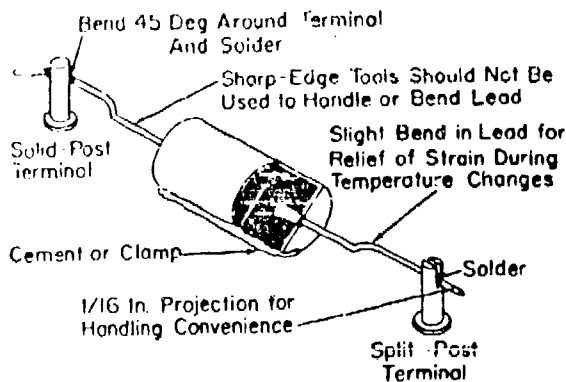 Bend 45 Deg Around Terminal
And Solder
Sharp-Edge Tools Should Not Be
Used to Handle or Bend Lead
Solid-Post
Terminal
Slight Bend in Lead for
Relief of Strain During
Temperature Changes
Cement or Clamp
Solder
1/16 In. Projection for
Handling Convenience
Split-Post
Terminal